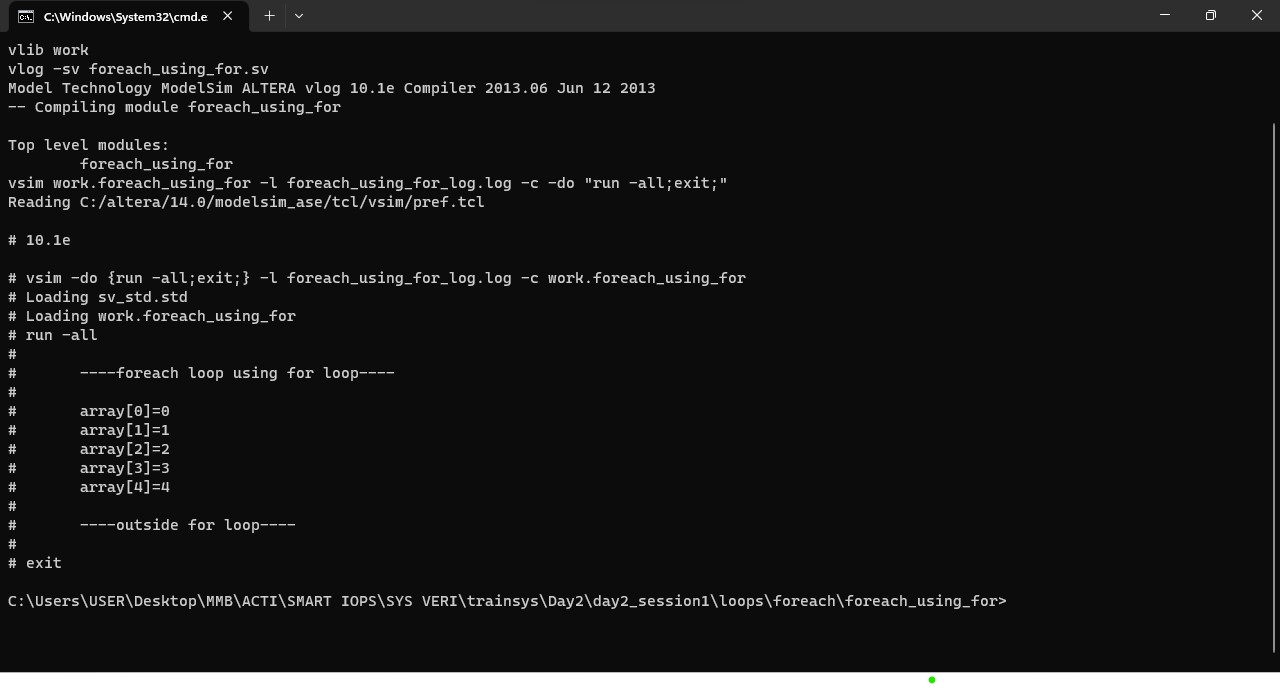 C:\Windows\System32\cmd.e
vlib work
vlog -sv foreach_using_for.sv
Model Technology ModelSim ALTERA vlog 10.1e Compiler 2013.06 Jun 12 2013
-- Compiling module foreach_using_for
Top level modules:
foreach_using_for
vsim work.foreach_using_for -l foreach_using_for_log.log -c -do "run -all;exit;"
Reading C:/altera/14.0/modelsim_ase/tcl/vsim/pref.tcl
# 10.1e
# vsim -do {run -all;exit;} -l foreach_using_for_log.log -c work.foreach_using_for
# Loading sv_std.std
# Loading work.foreach_using_for
# run -all
#
# ----foreach loop using for loop----
#
# array[0]=0
# array[1]=1
# array[2]=2
# array[3]=3
# array[4]=4
#
# ----outside for loop----
#
# exit
C:\Users\USER\Desktop\MMB\ACTI\SMART IOPS\SYS VERI\trainsys\Day2\day2_session1\loops\foreach\foreach_using_for>